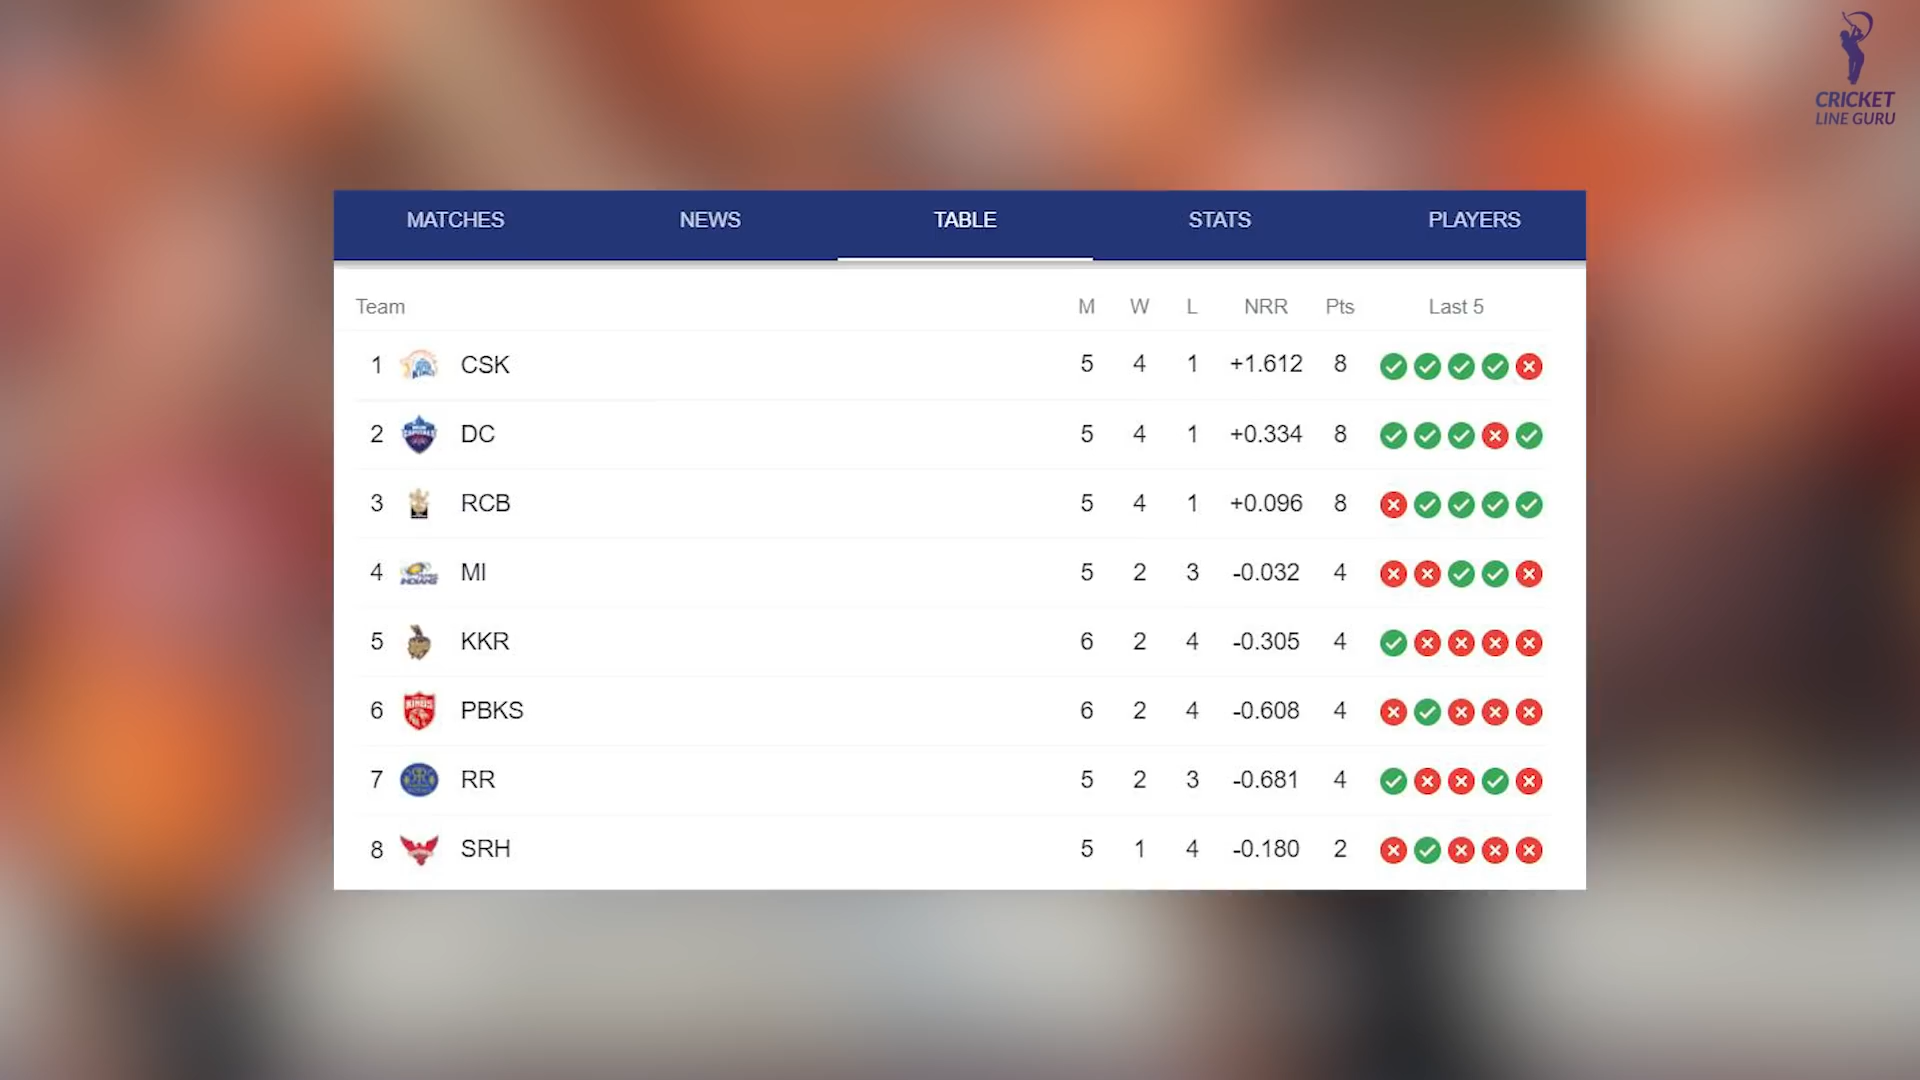 CRICKET
LINE GURU
MATCHES NEWS TABLE STATS PLAYERS
Team M W L NRR Pts Last 5
1 CSK 5 4 1 +1.612 8
2 DC 5 4 1 +0.334 8
3 RCB 5 4 1 +0.096 8
4 MI 5 2 3 -0.032 4
5 KKR 6 2 4 -0.305 4
6 PBKS 6 2 4 -0.608 4
7 RR 5 2 3 -0.681 4
8 SRH 5 1 4 -0.180 2